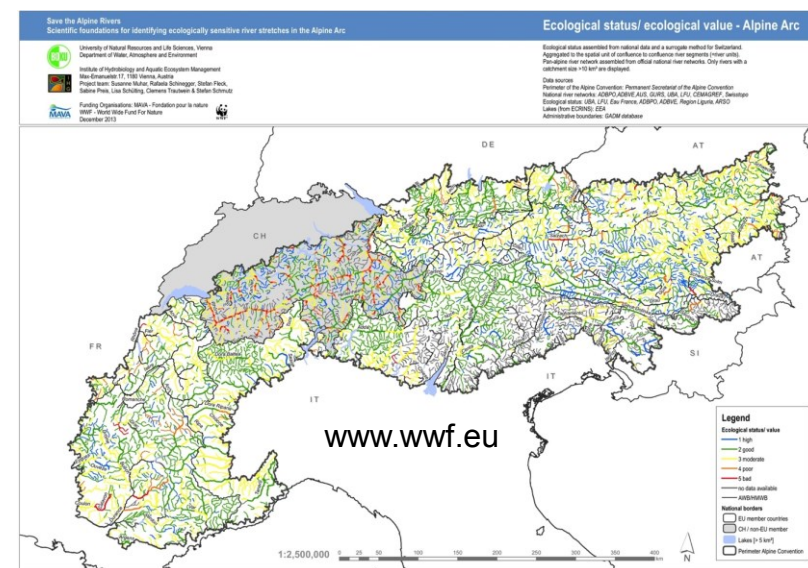 Save the Alpine Rivers
Scientific foundations for identifying ecologically sensitive river stretches in the Alpine Arc
Ecological status/ ecological value - Alpine Arc
University of Natural Resources and Life Sciences, Vienna
Department of Water, Atmosphere and Environment
Institute of Hydrobiology and Aquatic Ecosystem Management
Max-Emanuelstr.17, 1180 Vienna, Austria
Project team: Susanne Muhar, Rafaela Schinegger, Stefan Fleck,
Sabine Preis, Lisa Schülting, Clemens Trautwein & Stefan Schmutz
MAVA
Funding Organisations: MAVA - Fondation pour la nature
WWF - World Wide Fund For Nature
December 2013
WWF
Ecological status assembled from national data and a surrogate method for Switzerland.
Aggregated to the spatial unit of confluence to confluence river segments (=river units).
Pan-alpine river network assembled from official national river networks. Only rivers with a
catchment size >10 km² are displayed.
Data sources
Perimeter of the Alpine Convention: Permanent Secretariat of the Alpine Convention
National river networks: ADBPO, ADBVE, AUS, GURS, UBA, LFU, CEMAGREF, Swisstopo
Ecological status: UBA, LFU, Eau France, ADBPO, ADBVE, Region Liguria, ARSO
Lakes (from ECRINS): EEA
Administrative boundaries: GADM database
DE
AT
CH
AT
FR
SI
IT
IT
Dora Baltea
Dora Riparia
www.wwf.eu
Legend
Ecological status/ value
1 high
2 good
3 moderate
4 poor
5 bad
no data available
AWB/HMWB
National borders
EU member countries
CH / non-EU member
Lakes [> 5 km²]
Perimeter Alpine Convention
1:2,500,000
0 25 50 100 150 200 250 300 350 400
km
N